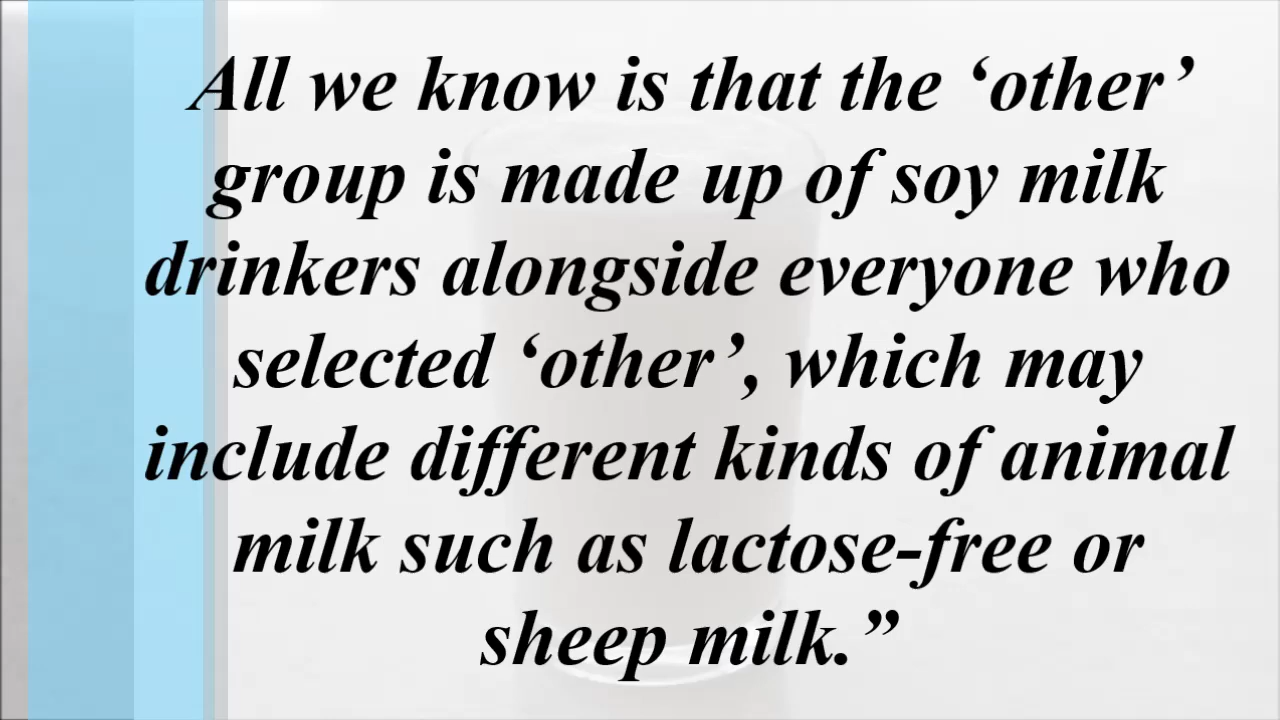 All we know is that the ‘other’
group is made up of soy milk
drinkers alongside everyone who
selected ‘other’, which may
include different kinds of animal
milk such as lactose-free or
sheep milk.”